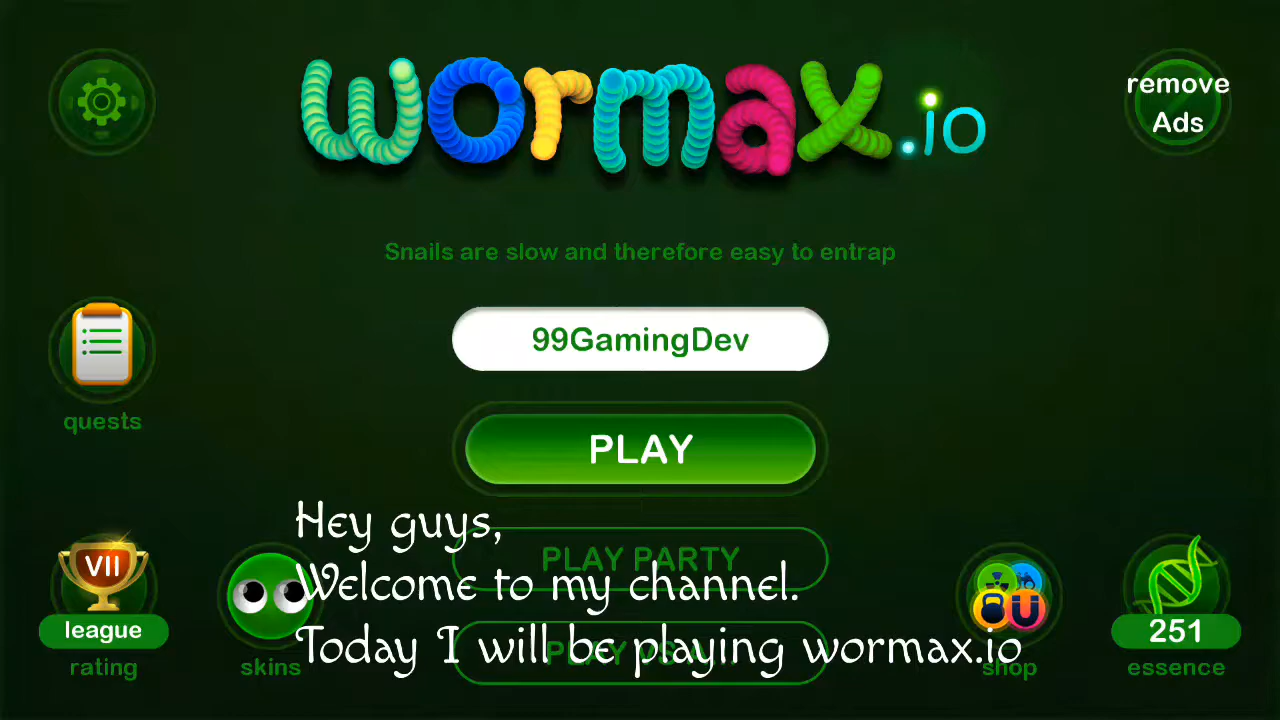 wormax.io
remove
Ads
Snails are slow and therefore easy to entrap
99GamingDev
quests
PLAY
Hey guys,
PLAY PARTY
Welcome to my channel.
VII
league
rating
skins
Today I will be playing wormax.io
PLAY
shop
251
essence